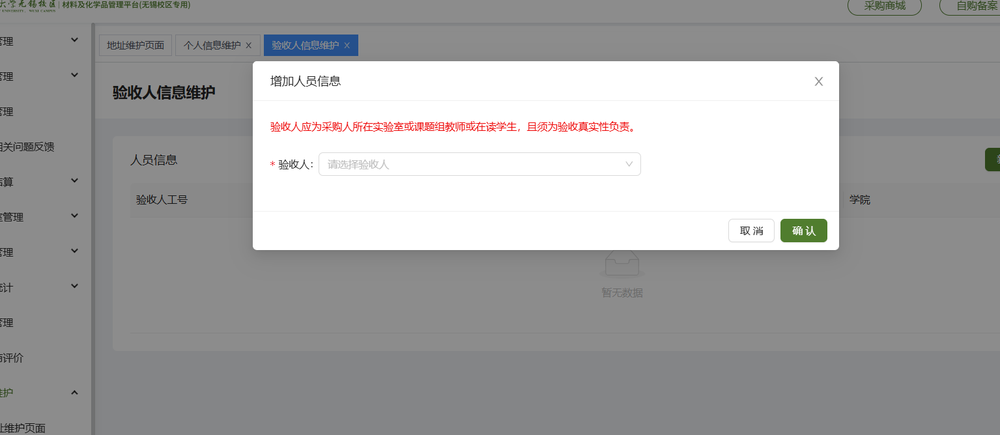 大学无锡校区 | 材料及化学品管理平台(无锡校区专用)
UNIVERSITY, WUXI CAMPUS
采购商城
自购备案
管理
管理
管理
相关问题反馈
结算
管理
管理
统计
管理
评价
维护
址维护页面
地址维护页面
个人信息维护 X
验收人信息维护 X
验收人信息维护
人员信息
验收人工号
学院
暂无数据
增加人员信息
验收人应为采购人所在实验室或课题组教师或在读学生，且须为验收真实性负责。
* 验收人：
请选择验收人
取 消
确 认